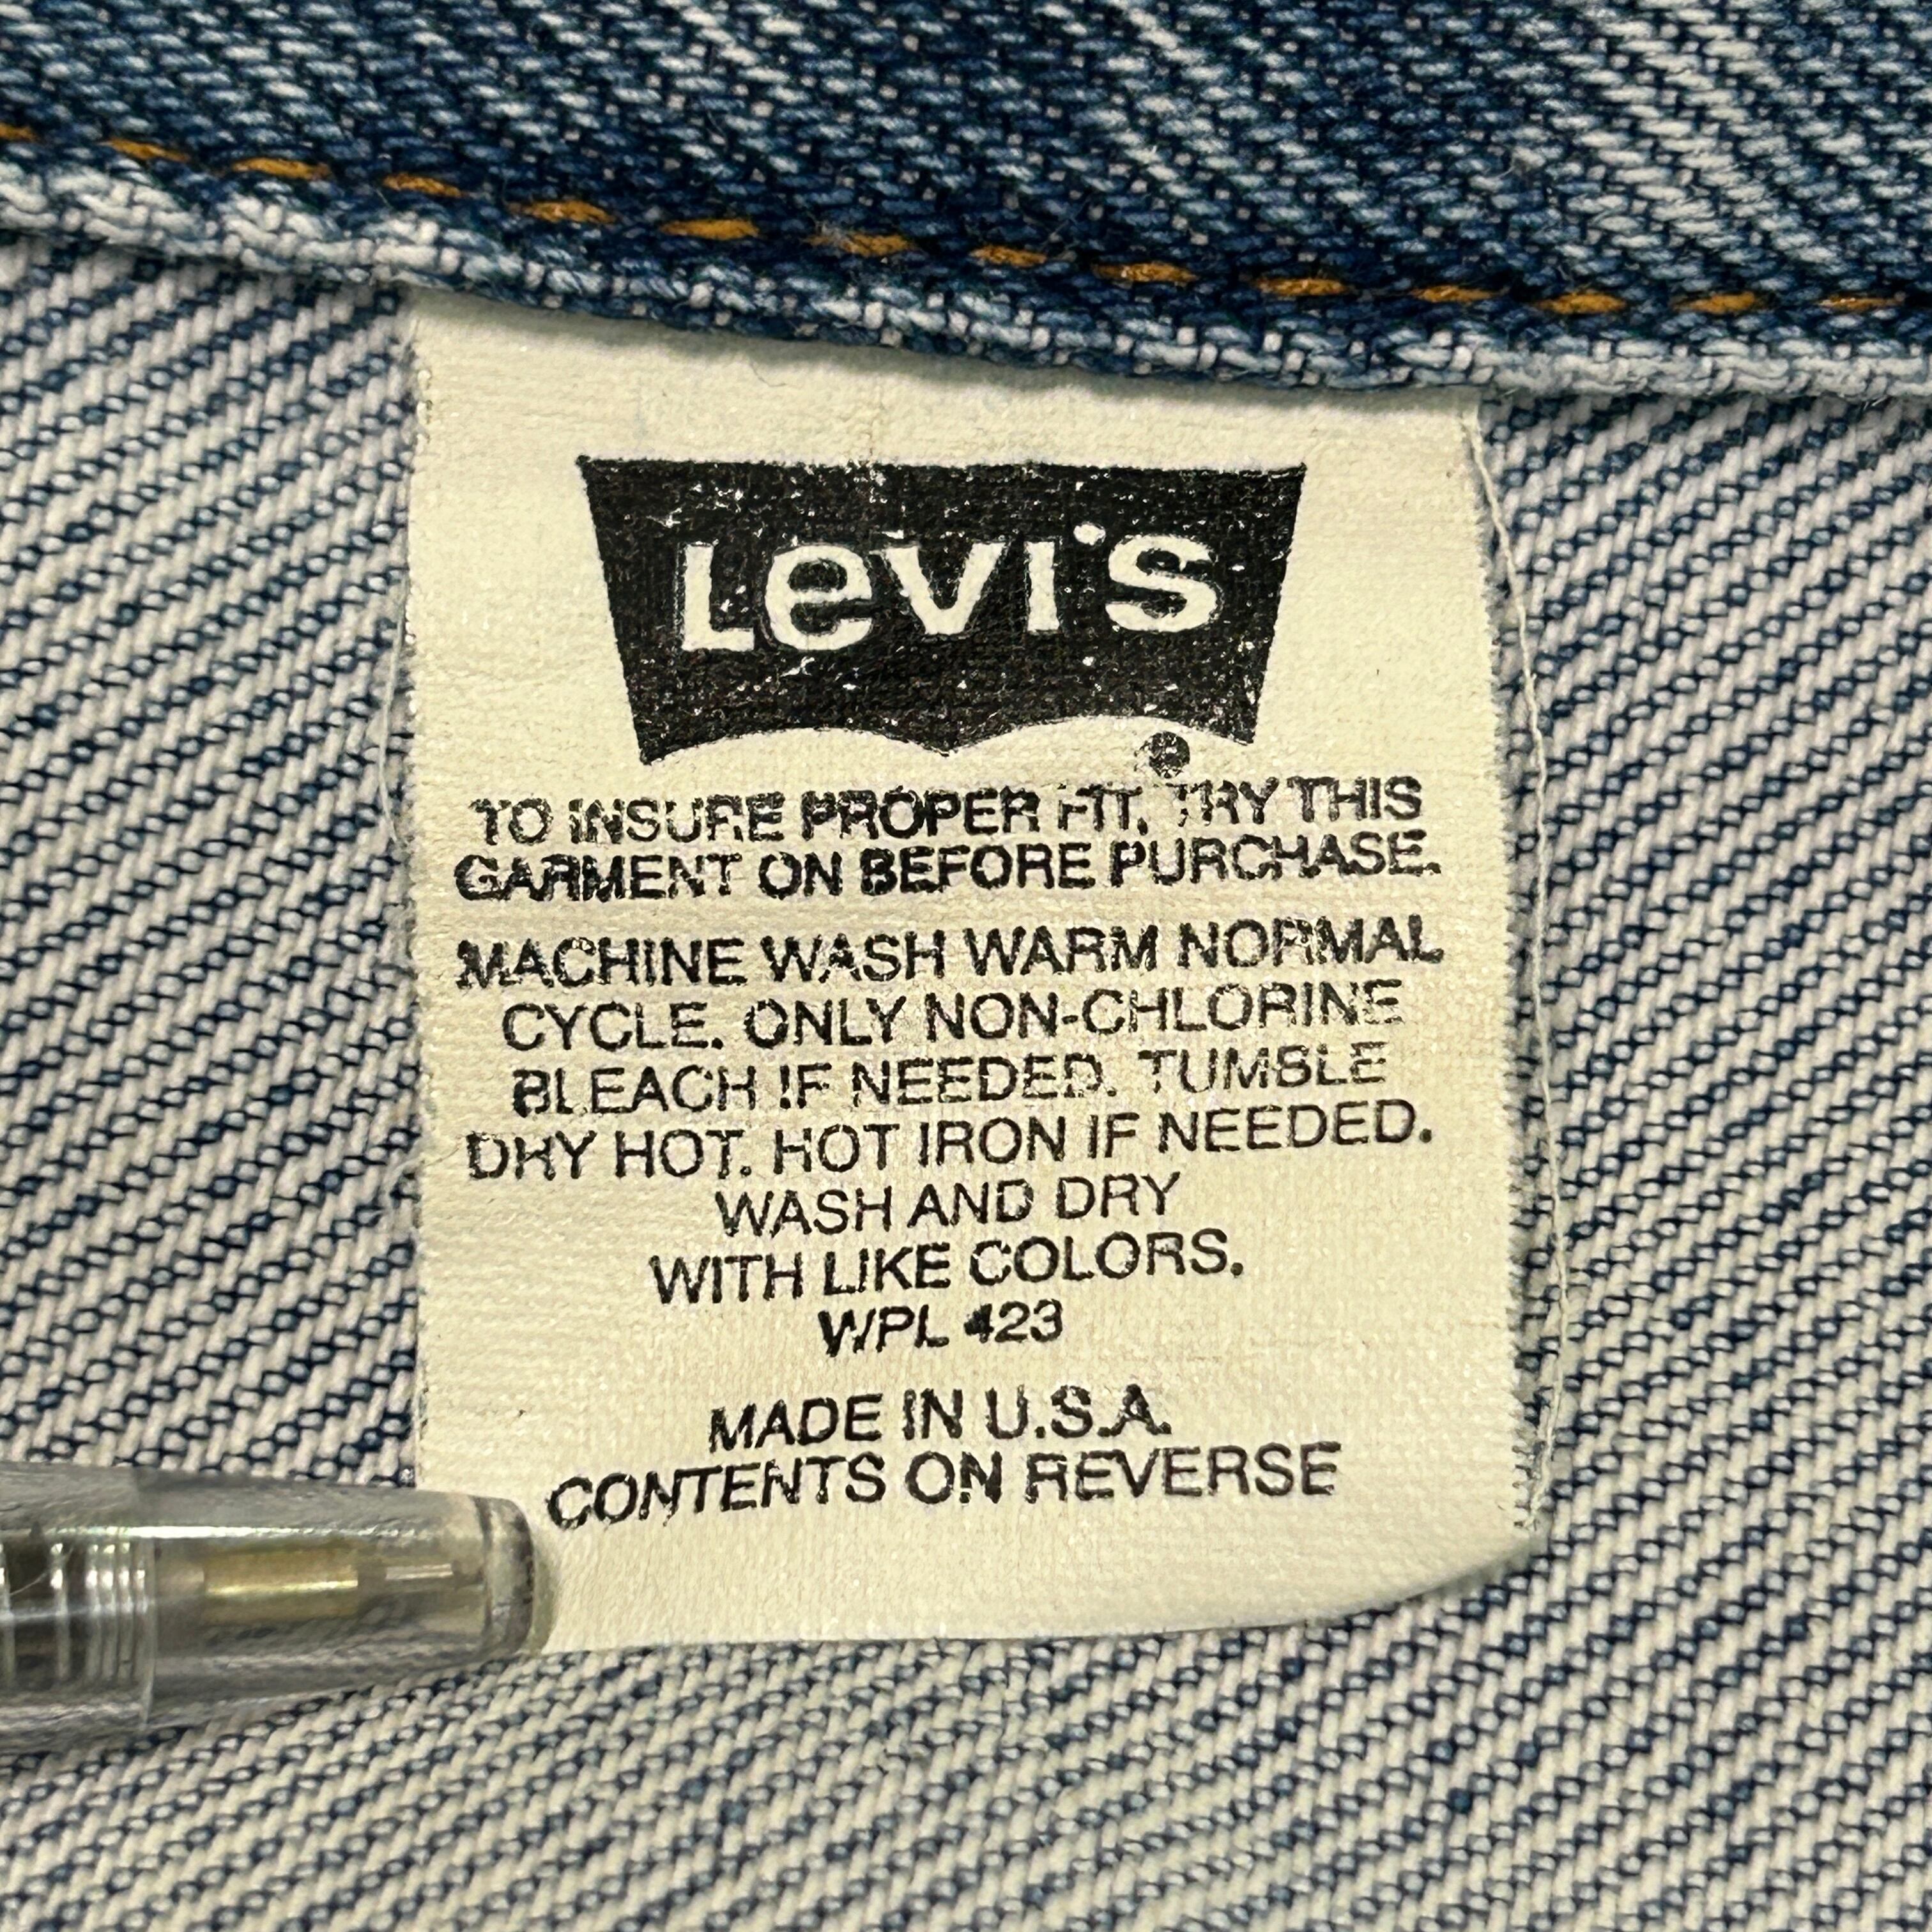 Levi's
®
TO INSURE PROPER FIT, TRY THIS
GARMENT ON BEFORE PURCHASE.
MACHINE WASH WARM NORMAL
CYCLE. ONLY NON-CHLORINE
BLEACH IF NEEDED. TUMBLE
DRY HOT. HOT IRON IF NEEDED.
WASH AND DRY
WITH LIKE COLORS.
WPL 423
MADE IN U.S.A.
CONTENTS ON REVERSE